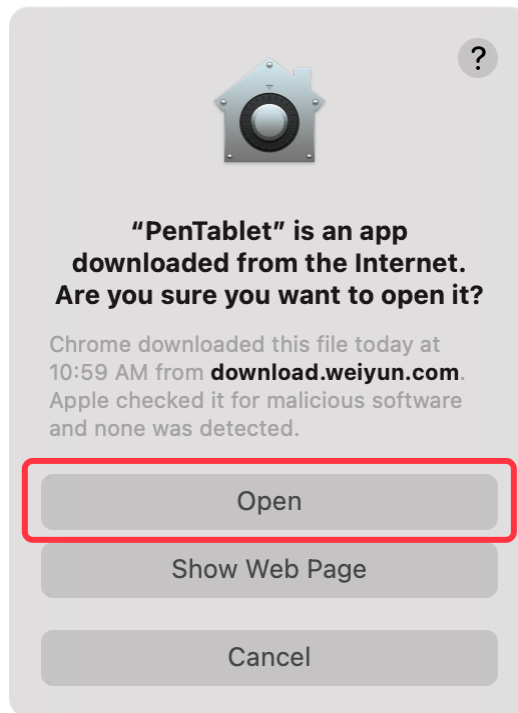 ?
“PenTablet” is an app
downloaded from the Internet.
Are you sure you want to open it?
Chrome downloaded this file today at
10:59 AM from download.weiyun.com.
Apple checked it for malicious software
and none was detected.
Open
Show Web Page
Cancel